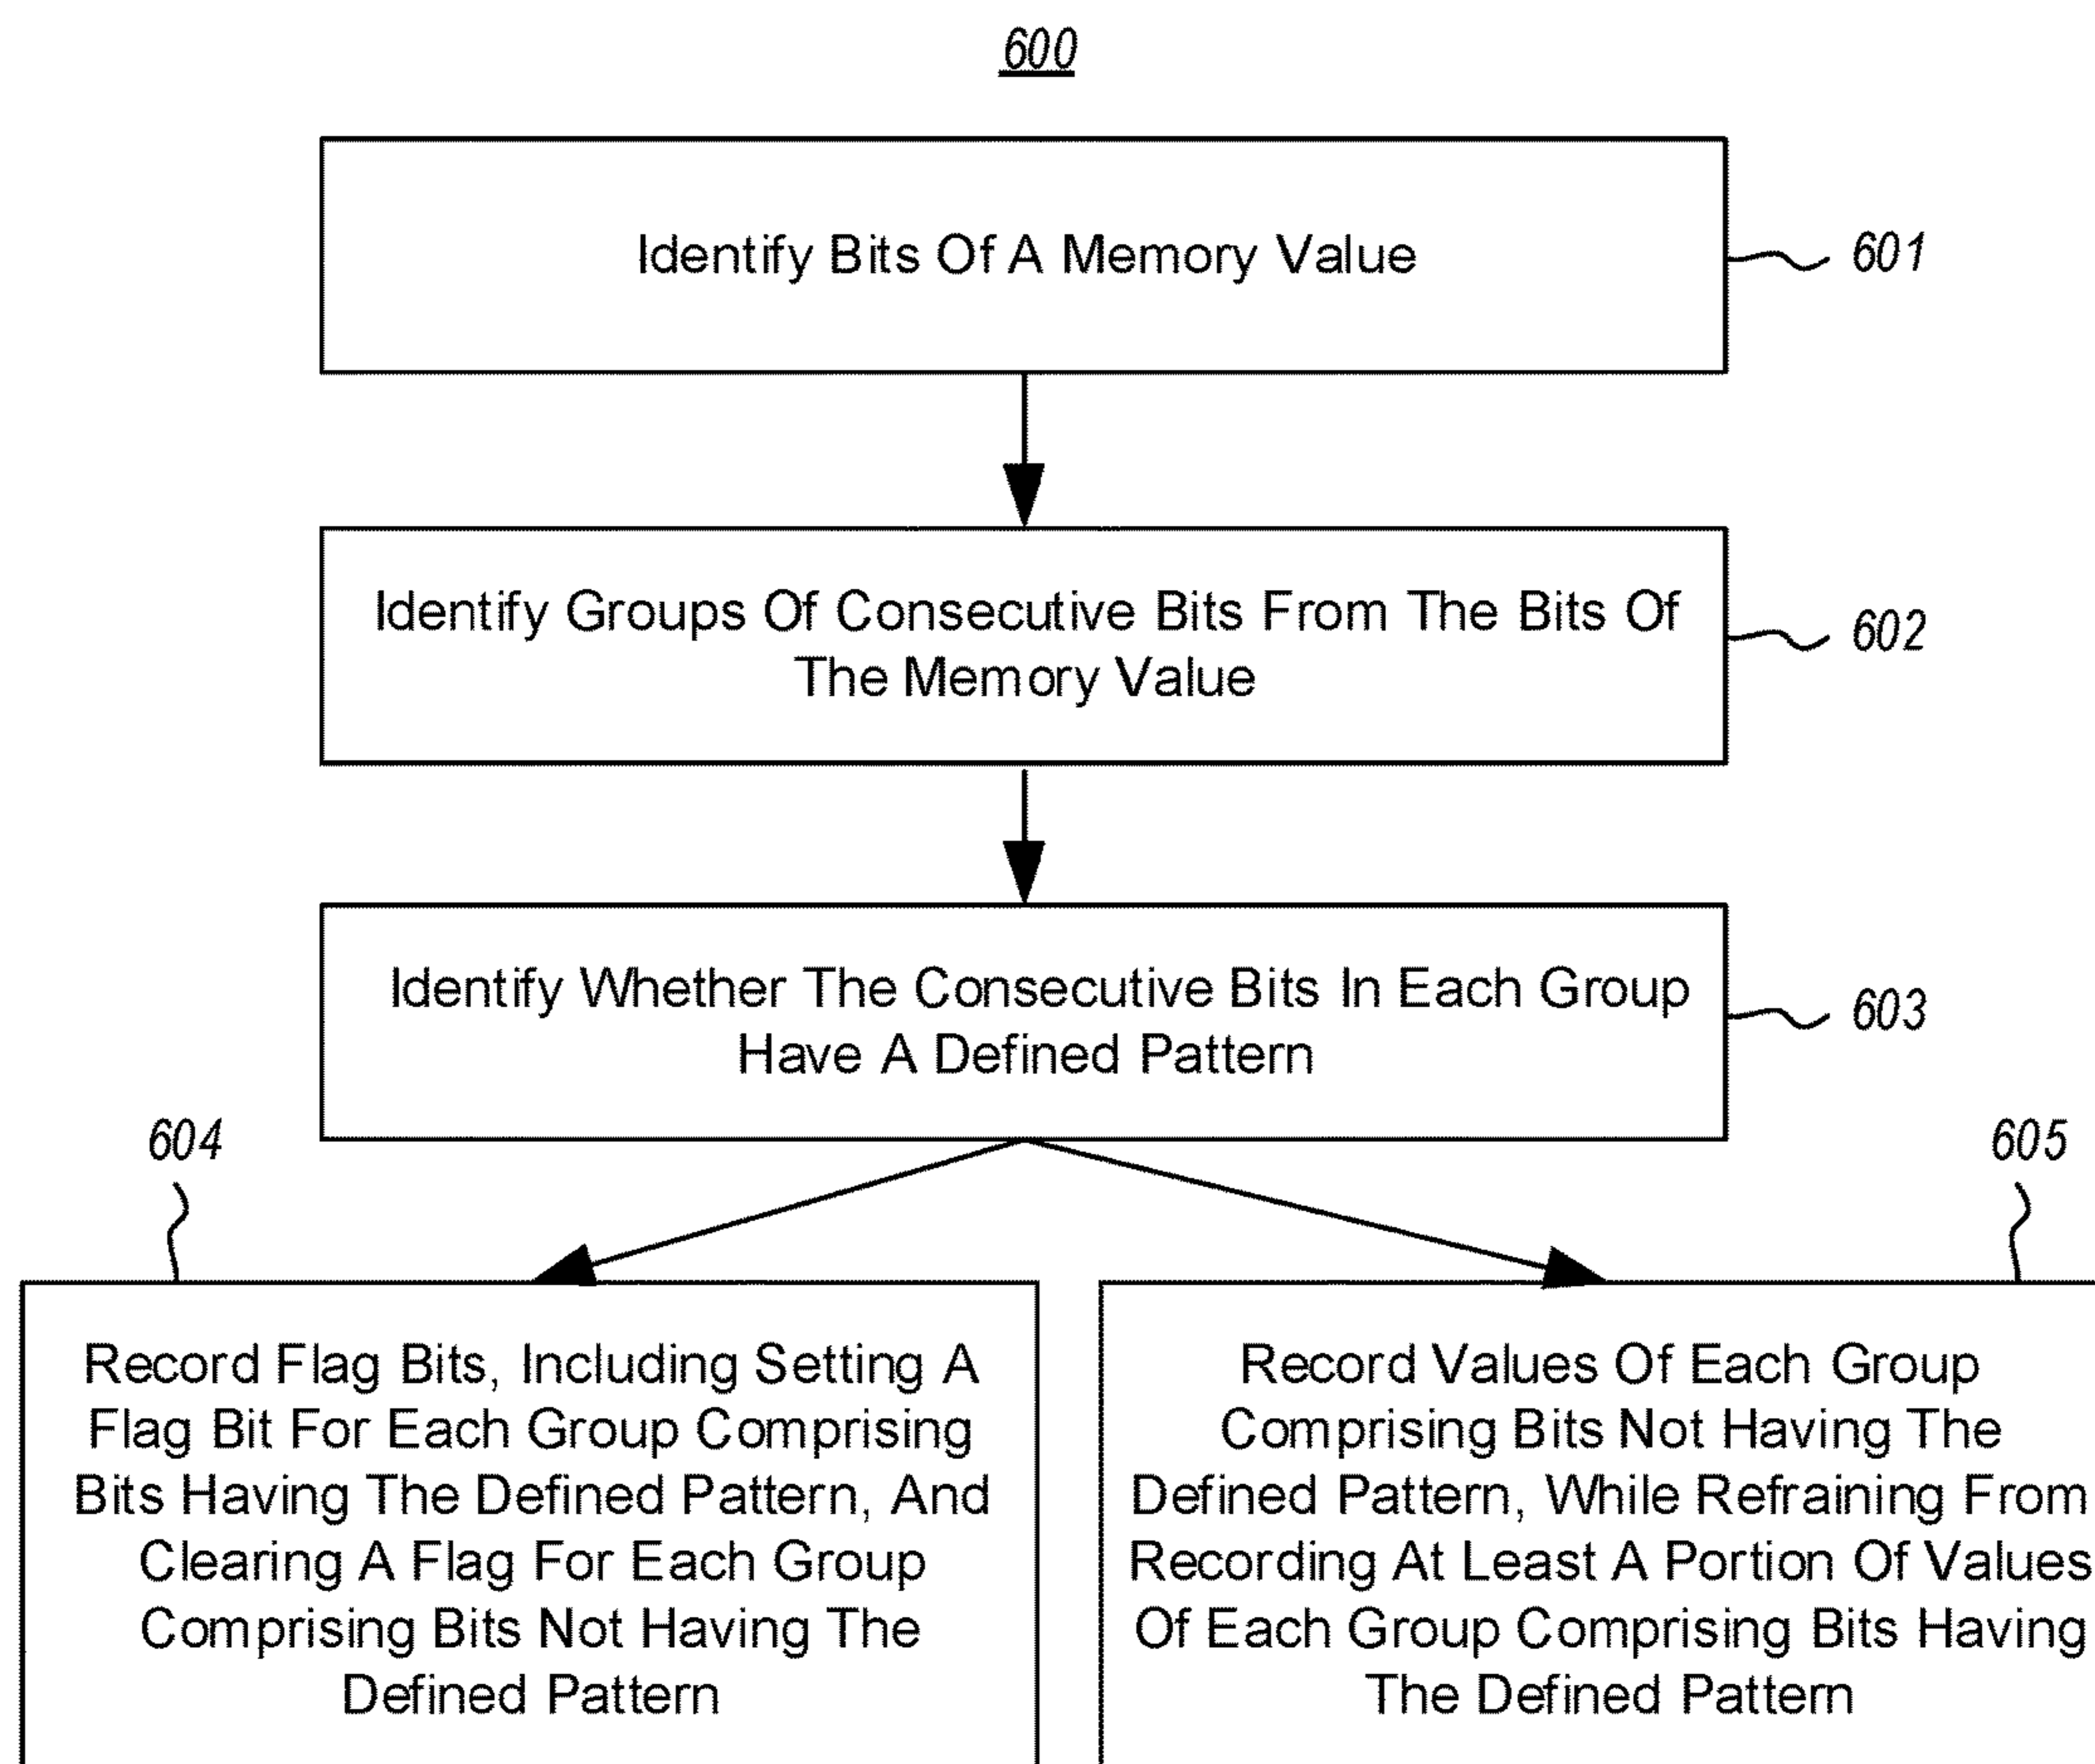 600
Identify Bits Of A Memory Value
601
Identify Groups Of Consecutive Bits From The Bits Of
The Memory Value
602
Identify Whether The Consecutive Bits In Each Group
Have A Defined Pattern
603
604
Record Flag Bits, Including Setting A
Flag Bit For Each Group Comprising
Bits Having The Defined Pattern, And
Clearing A Flag For Each Group
Comprising Bits Not Having The
Defined Pattern
605
Record Values Of Each Group
Comprising Bits Not Having The
Defined Pattern, While Refraining From
Recording At Least A Portion Of Values
Of Each Group Comprising Bits Having
The Defined Pattern